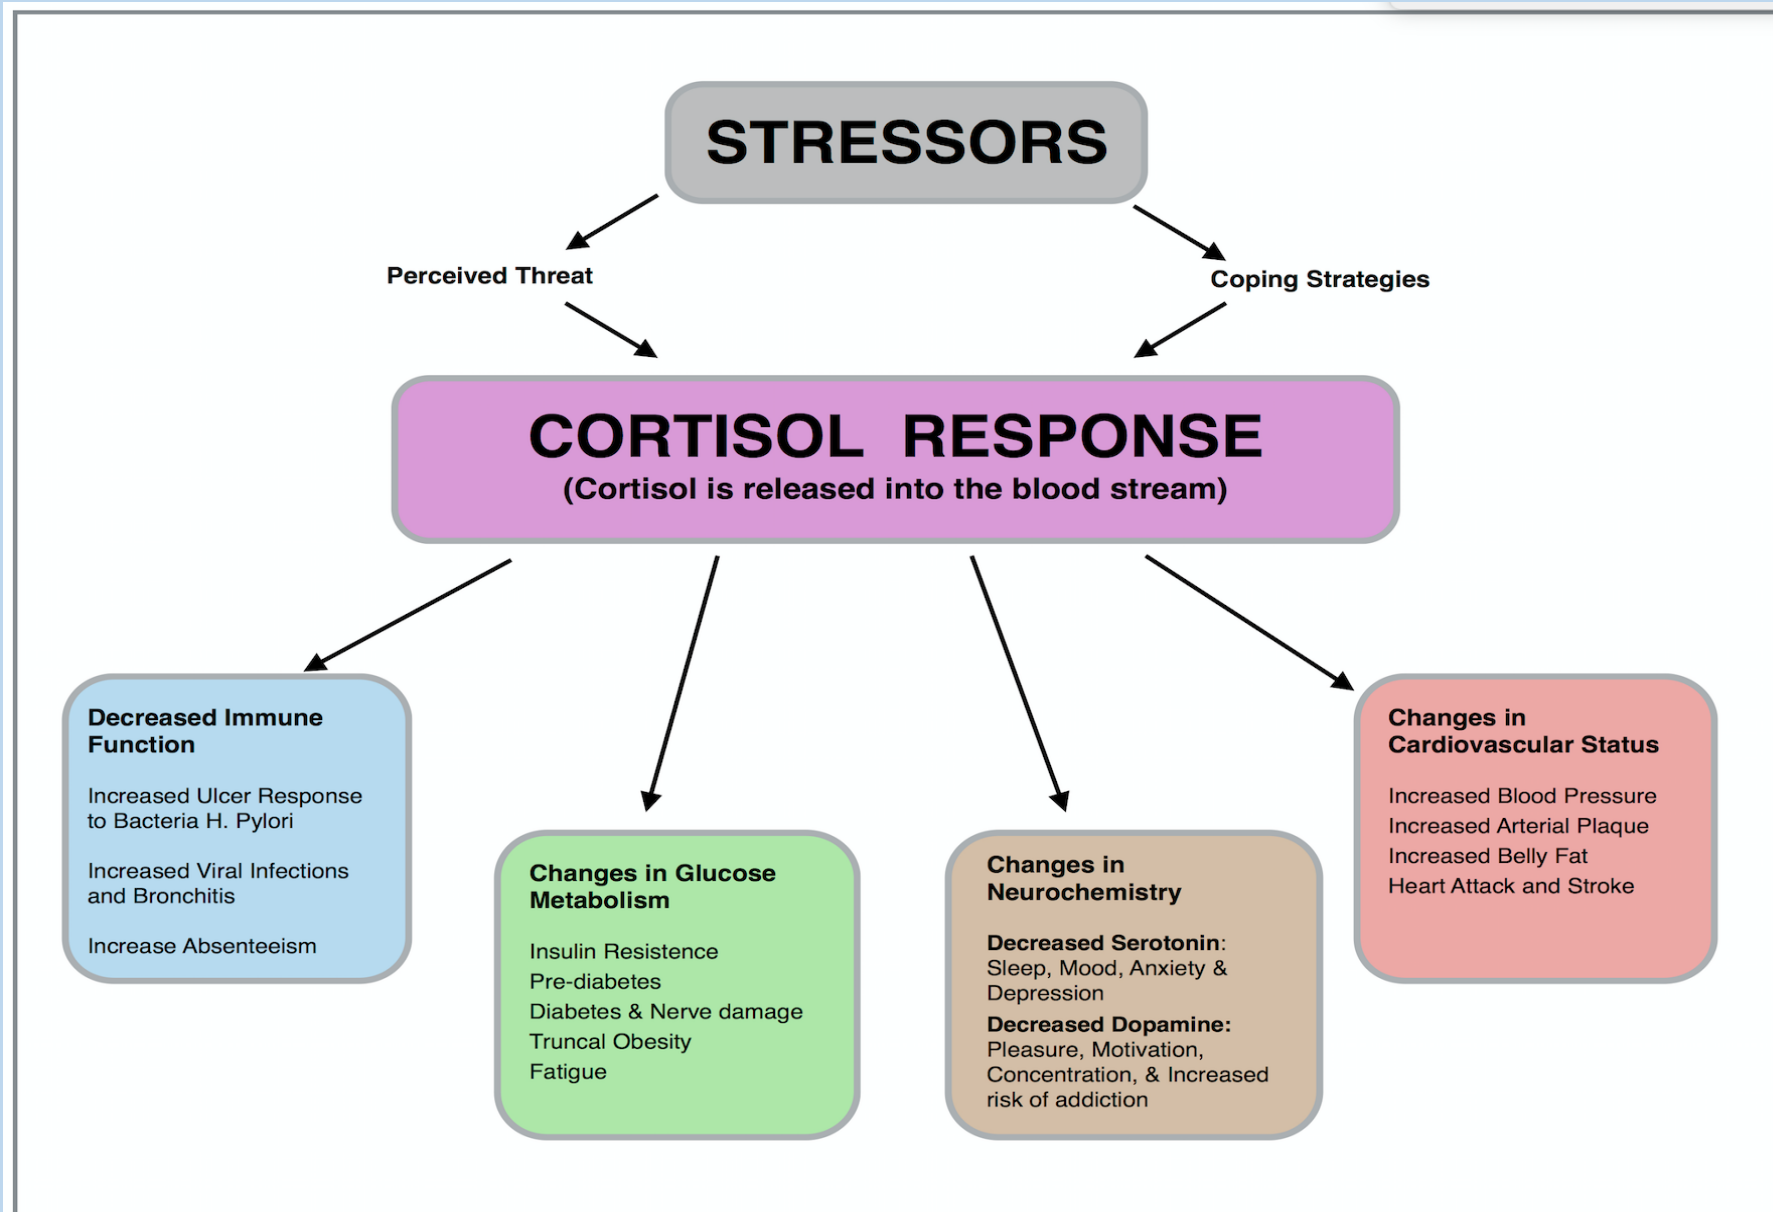 STRESSORS
Perceived Threat
Coping Strategies
CORTISOL RESPONSE
(Cortisol is released into the blood stream)
Decreased Immune
Function
Increased Ulcer Response
to Bacteria H. Pylori
Increased Viral Infections
and Bronchitis
Increase Absenteeism
Changes in Glucose
Metabolism
Insulin Resistence
Pre-diabetes
Diabetes & Nerve damage
Truncal Obesity
Fatigue
Changes in
Neurochemistry
Decreased Serotonin:
Sleep, Mood, Anxiety &
Depression
Decreased Dopamine:
Pleasure, Motivation,
Concentration, & Increased
risk of addiction
Changes in
Cardiovascular Status
Increased Blood Pressure
Increased Arterial Plaque
Increased Belly Fat
Heart Attack and Stroke